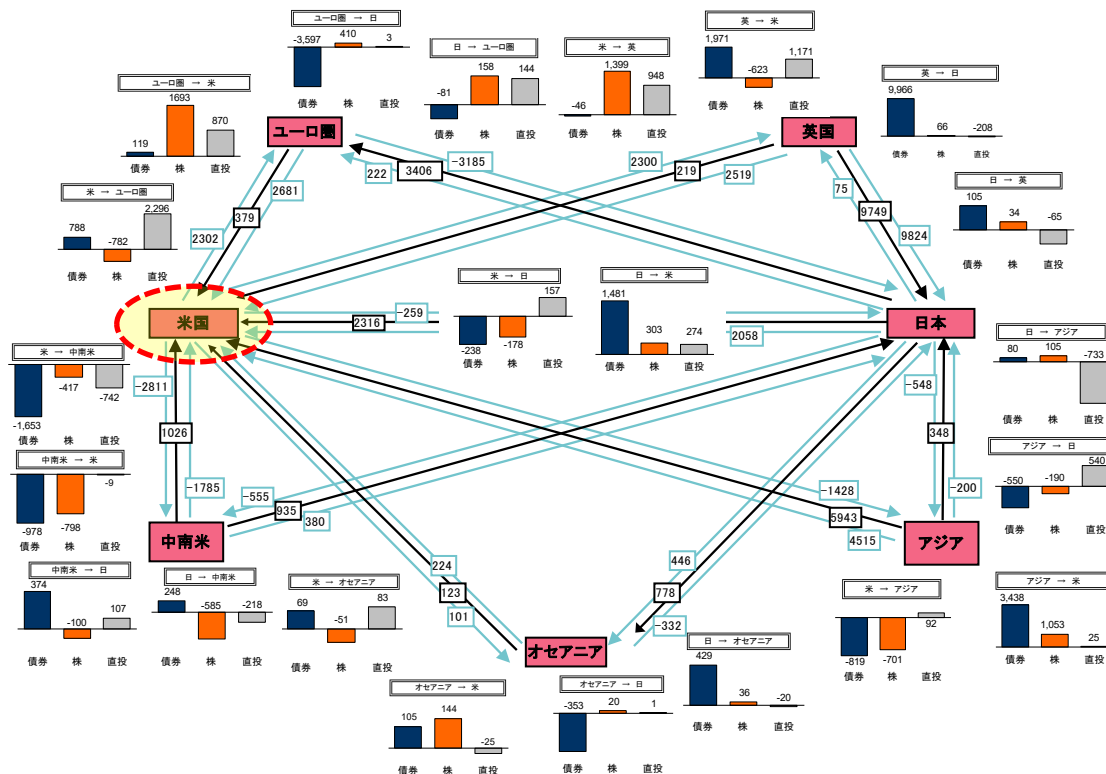 ユーロ圏 → 日
-3,597 410 3
債券 株 直投
日 → ユーロ圏
-81 158 144
債券 株 直投
米 → 英
-46 1,399 948
債券 株 直投
英 → 米
1,971 -623 1,171
債券 株 直投
英 → 日
9,966 66 -208
債券 株 直投
ユーロ圏 → 米
119 1693 870
債券 株 直投
米 → ユーロ圏
788 -782 2,296
債券 株 直投
日 → 英
105 34 -65
債券 株 直投
ユーロ圏
英国
222 3406 -3185
2300 219 2519
75 9749 9824
2302 379 2681
米 → 日
-238 -178 157
債券 株 直投
日 → 米
1,481 303 274
債券 株 直投
米国
2316 -259
2058
日本
米 → 中南米
-1,653 -417 -742
債券 株 直投
中南米 → 米
-978 -798 -9
債券 株 直投
日 → アジア
80 105 -733
債券 株 直投
アジア → 日
-550 -190 540
債券 株 直投
-2811
1026
-1785
-548
348
-200
-555
935 380
-1428
5943
4515
中南米
アジア
224
123
101
446
778
-332
オセアニア
中南米 → 日
374 -100 107
債券 株 直投
日 → 中南米
248 -585 -218
債券 株 直投
米 → オセアニア
69 -51 83
債券 株 直投
オセアニア → 米
105 144 -25
債券 株 直投
オセアニア → 日
-353 20 1
債券 株 直投
日 → オセアニア
429 36 -20
債券 株 直投
米 → アジア
-819 -701 92
債券 株 直投
アジア → 米
3,438 1,053 25
債券 株 直投